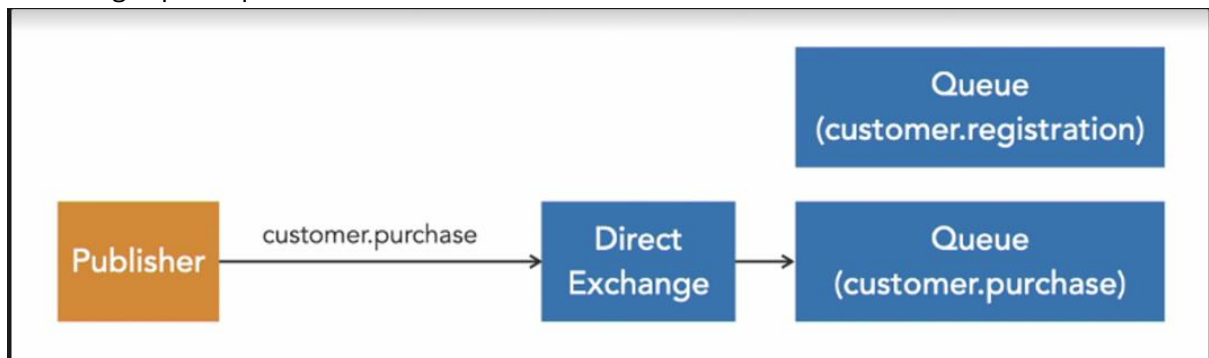 Queue
(customer.registration)
Publisher
customer.purchase
Direct
Exchange
Queue
(customer.purchase)